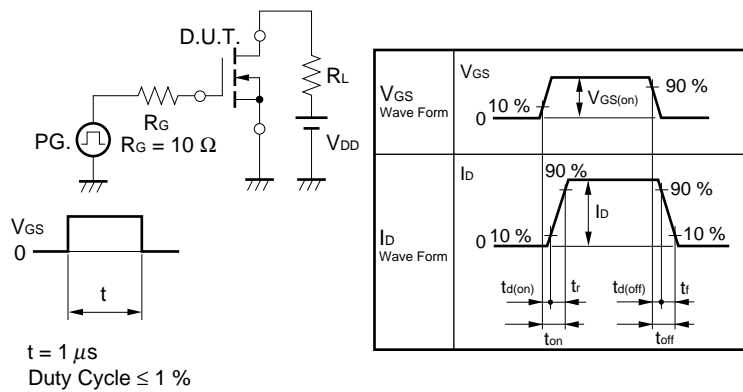 D.U.T.
RL
RG
PG.
RG = 10 Ω
VDD
VGS
0
t
t = 1 μs
Duty Cycle ≤ 1 %
VGS
Wave Form
VGS
10 %
0
VGS(on)
90 %
ID
Wave Form
ID
90 %
90 %
ID
0
10 %
10 %
td(on)
tr
td(off)
tf
ton
toff